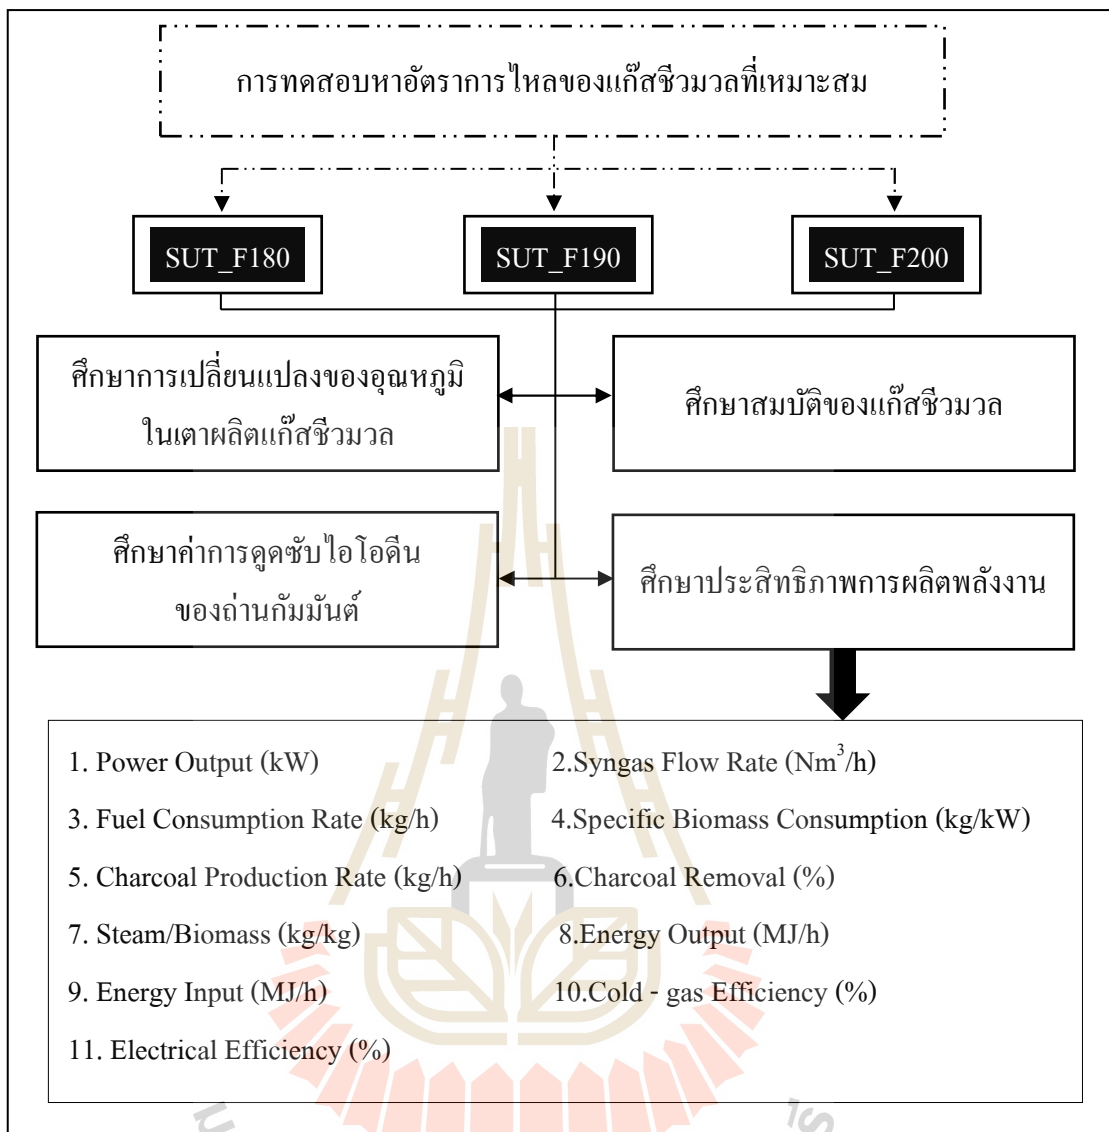 การทดสอบหาอัตราการไหลของแก๊สชีวมวลที่เหมาะสม
SUT_F180
SUT_F190
SUT_F200
ศึกษาการเปลี่ยนแปลงของอุณหภูมิ
ในเตาผลิตแก๊สชีวมวล
ศึกษาสมบัติของแก๊สชีวมวล
ศึกษาค่าการดูดซับไอโอดีน
ของถ่านกัมมันต์
ศึกษาประสิทธิภาพการผลิตพลังงาน
1. Power Output (kW)
2.Syngas Flow Rate (Nm³/h)
3. Fuel Consumption Rate (kg/h)
4.Specific Biomass Consumption (kg/kW)
5. Charcoal Production Rate (kg/h)
6.Charcoal Removal (%)
7. Steam/Biomass (kg/kg)
8.Energy Output (MJ/h)
9. Energy Input (MJ/h)
10.Cold - gas Efficiency (%)
11. Electrical Efficiency (%)